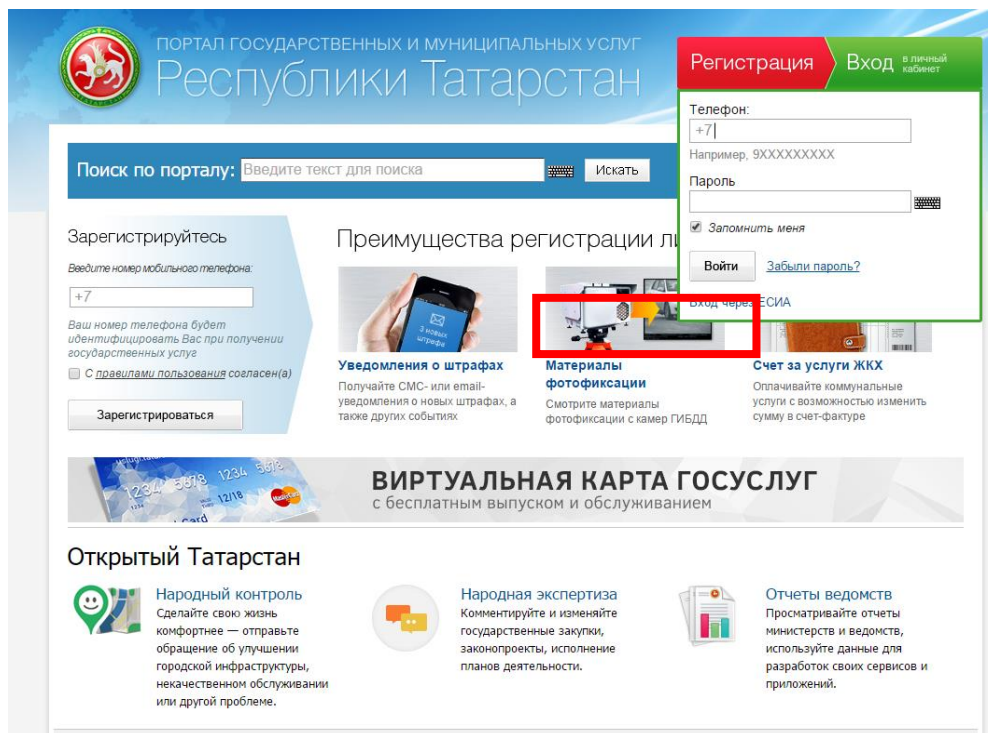 ПОРТАЛ ГОСУДАРСТВЕННЫХ И МУНИЦИПАЛЬНЫХ УСЛУГ
Республики Татарстан
Регистрация
Вход в личный кабинет
Телефон:
+7
Например, 9XXXXXXXXX
Пароль
Запомнить меня
Войти Забыли пароль?
Вход через ЕСИА
Поиск по порталу: Введите текст для поиска Искать
Зарегистрируйтесь
Введите номер мобильного телефона:
+7
Ваш номер телефона будет
идентифицировать Вас при получении
государственных услуг
С правилами пользования согласен(а)
Зарегистрироваться
Преимущества регистрации
3 новых
штрафа
Уведомления о штрафах
Получайте СМС- или email-
уведомления о новых штрафах, а
также других событиях
Материалы
фотофиксации
Смотрите материалы
фотофиксации с камер ГИБДД
Счет за услуги ЖКХ
Оплачивайте коммунальные
услуги с возможностью изменить
сумму в счет-фактуре
1234 5678 1234 5678
12/18
MasterCard
Card
ВИРТУАЛЬНАЯ КАРТА ГОСУСЛУГ
с бесплатным выпуском и обслуживанием
Открытый Татарстан
Народный контроль
Сделайте свою жизнь
комфортнее — отправьте
обращение об улучшении
городской инфраструктуры,
некачественном обслуживании
или другой проблеме.
Народная экспертиза
Комментируйте и изменяйте
государственные закупки,
законопроекты, исполнение
планов деятельности.
Отчеты ведомств
Просматривайте отчеты
министерств и ведомств,
используйте данные для
разработок своих сервисов и
приложений.